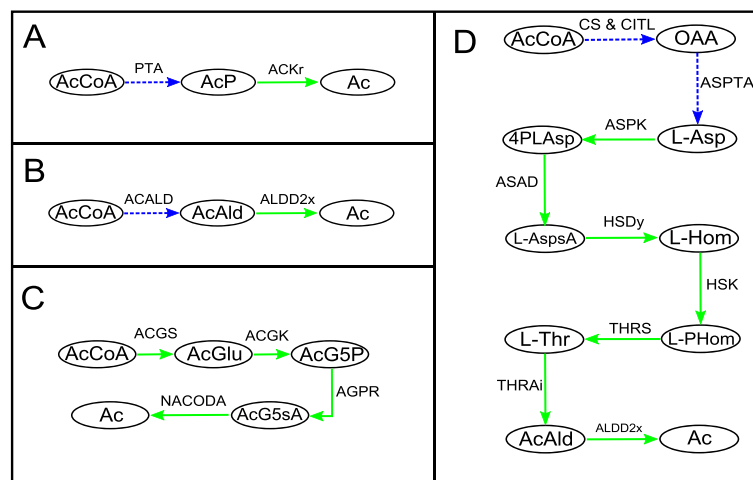 A
PTA
ACKr
AcCoA
AcP
Ac
B
ACALD
ALDD2x
AcCoA
AcAld
Ac
C
ACGS
ACGK
AcCoA
AcGlu
AcG5P
AGPR
NACODA
Ac
AcG5sA
D
CS & CITL
AcCoA
OAA
ASPTA
ASPK
4PLAsp
L-Asp
ASAD
HSDy
L-AspsA
L-Hom
HSK
THRS
L-Thr
L-PHom
THRAi
ALDD2x
AcAld
Ac